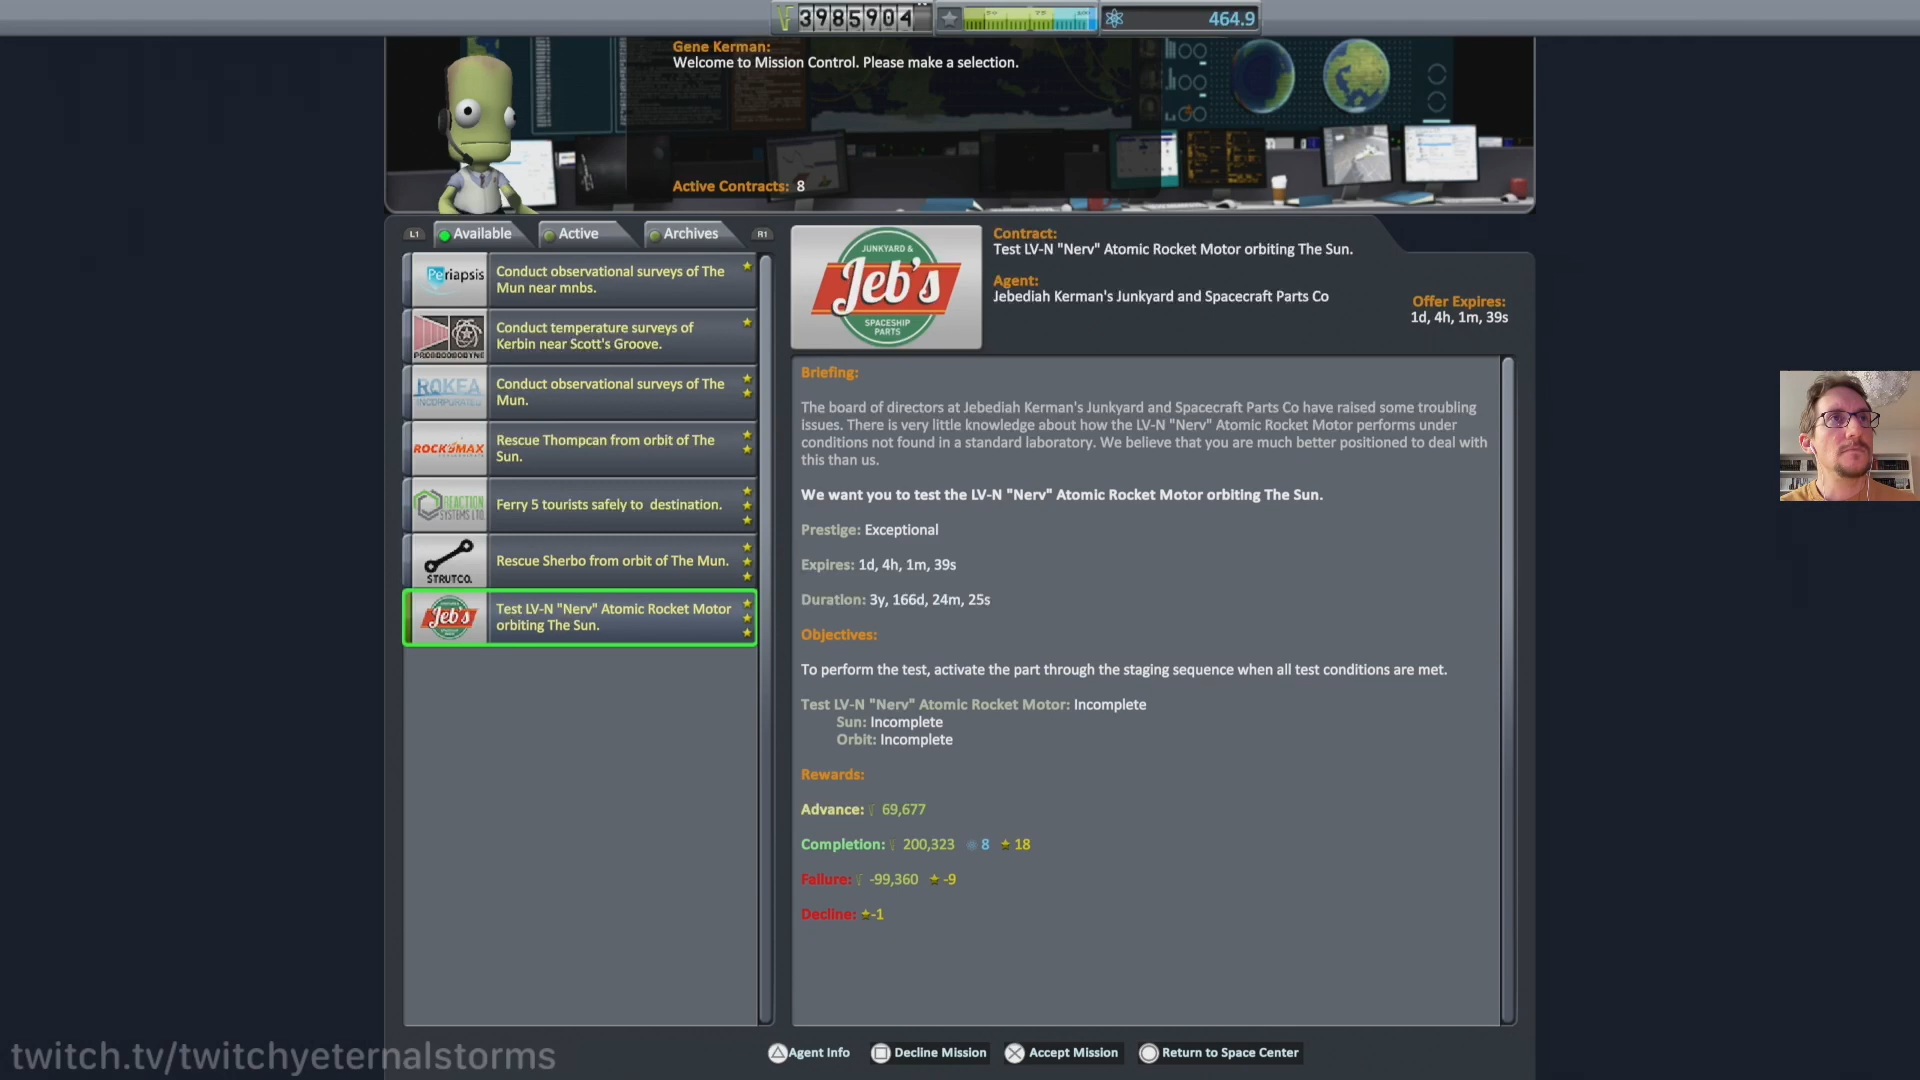 3985904
50 75 100
464.9
Gene Kerman:
Welcome to Mission Control. Please make a selection.
Active Contracts: 8
L1 Available Active Archives R1
Periapsis
Conduct observational surveys of The
Mun near mnbs.
PROBODOBODYNE
Conduct temperature surveys of
Kerbin near Scott's Groove.
ROKEA
INCORPORATED
Conduct observational surveys of The
Mun.
ROCKOMAX
Rescue Thompcan from orbit of The
Sun.
REACTION
SYSTEMS LTD
Ferry 5 tourists safely to destination.
STRUTCO.
Rescue Sherbo from orbit of The Mun.
Jeb's
Test LV-N "Nerv" Atomic Rocket Motor
orbiting The Sun.
JUNKYARD &
Jeb's
SPACESHIP
PARTS
Contract:
Test LV-N "Nerv" Atomic Rocket Motor orbiting The Sun.
Agent:
Jebediah Kerman's Junkyard and Spacecraft Parts Co
Offer Expires:
1d, 4h, 1m, 39s
Briefing:
The board of directors at Jebediah Kerman's Junkyard and Spacecraft Parts Co have raised some troubling
issues. There is very little knowledge about how the LV-N "Nerv" Atomic Rocket Motor performs under
conditions not found in a standard laboratory. We believe that you are much better positioned to deal with
this than us.
We want you to test the LV-N "Nerv" Atomic Rocket Motor orbiting The Sun.
Prestige: Exceptional
Expires: 1d, 4h, 1m, 39s
Duration: 3y, 166d, 24m, 25s
Objectives:
To perform the test, activate the part through the staging sequence when all test conditions are met.
Test LV-N "Nerv" Atomic Rocket Motor: Incomplete
Sun: Incomplete
Orbit: Incomplete
Rewards:
Advance: 69,677
Completion: 200,323 8 18
Failure: -99,360 -9
Decline: -1
Agent Info Decline Mission Accept Mission Return to Space Center
twitch.tv/twitchyeternalstorms